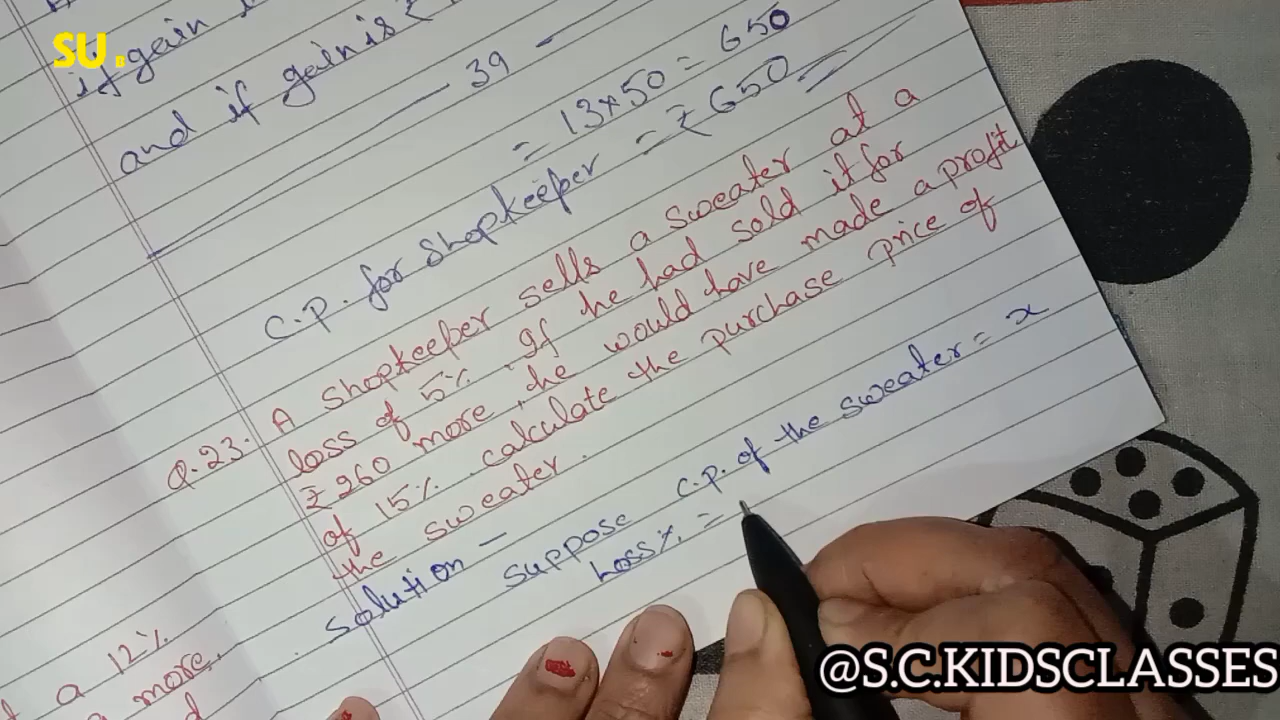 SU.
if gain
and if gain is ₹
39 -
= 13×50 = 650
C.P. for Shopkeeper = ₹650
Q.23. A Shopkeeper sells a sweater at a
loss of 5%. If he had sold it for
₹260 more, he would have made a profit
of 15%. calculate the purchase price of
the sweater.
Solution - Suppose C.P. of the sweater = x
Loss% =
a 12%
more.
@S.C.KIDSCLASSES